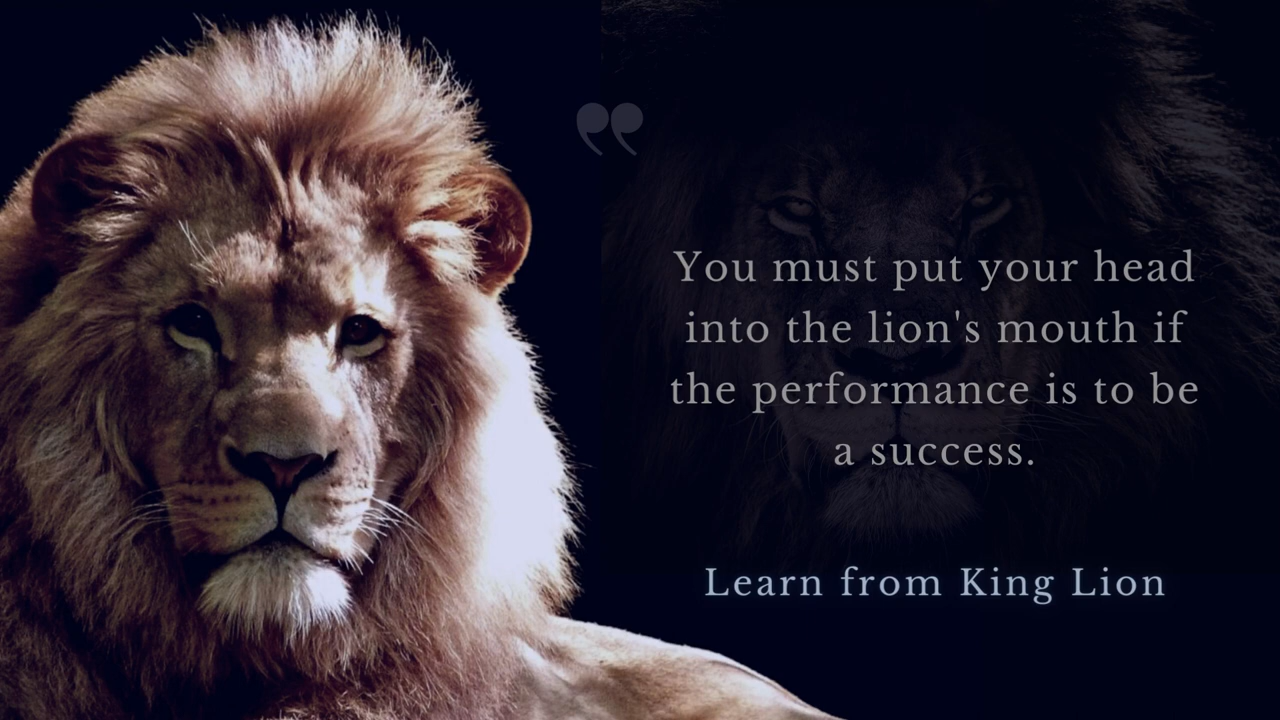 You must put your head
into the lion's mouth if
the performance is to be
a success.
Learn from King Lion